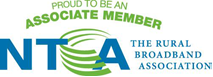 PROUD TO BE AN
ASSOCIATE MEMBER
NTCA
THE RURAL
BROADBAND
ASSOCIATION